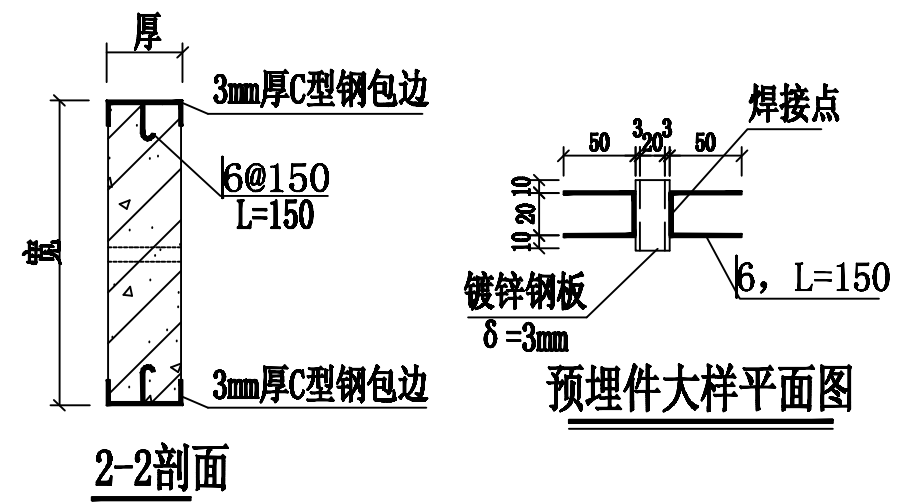 厚
3mm厚C型钢包边
6@150
L=150
宽
3mm厚C型钢包边
2-2剖面
焊接点
50 3 20 3 50
10
20
10
6，L=150
镀锌钢板
δ=3mm
预埋件大样平面图